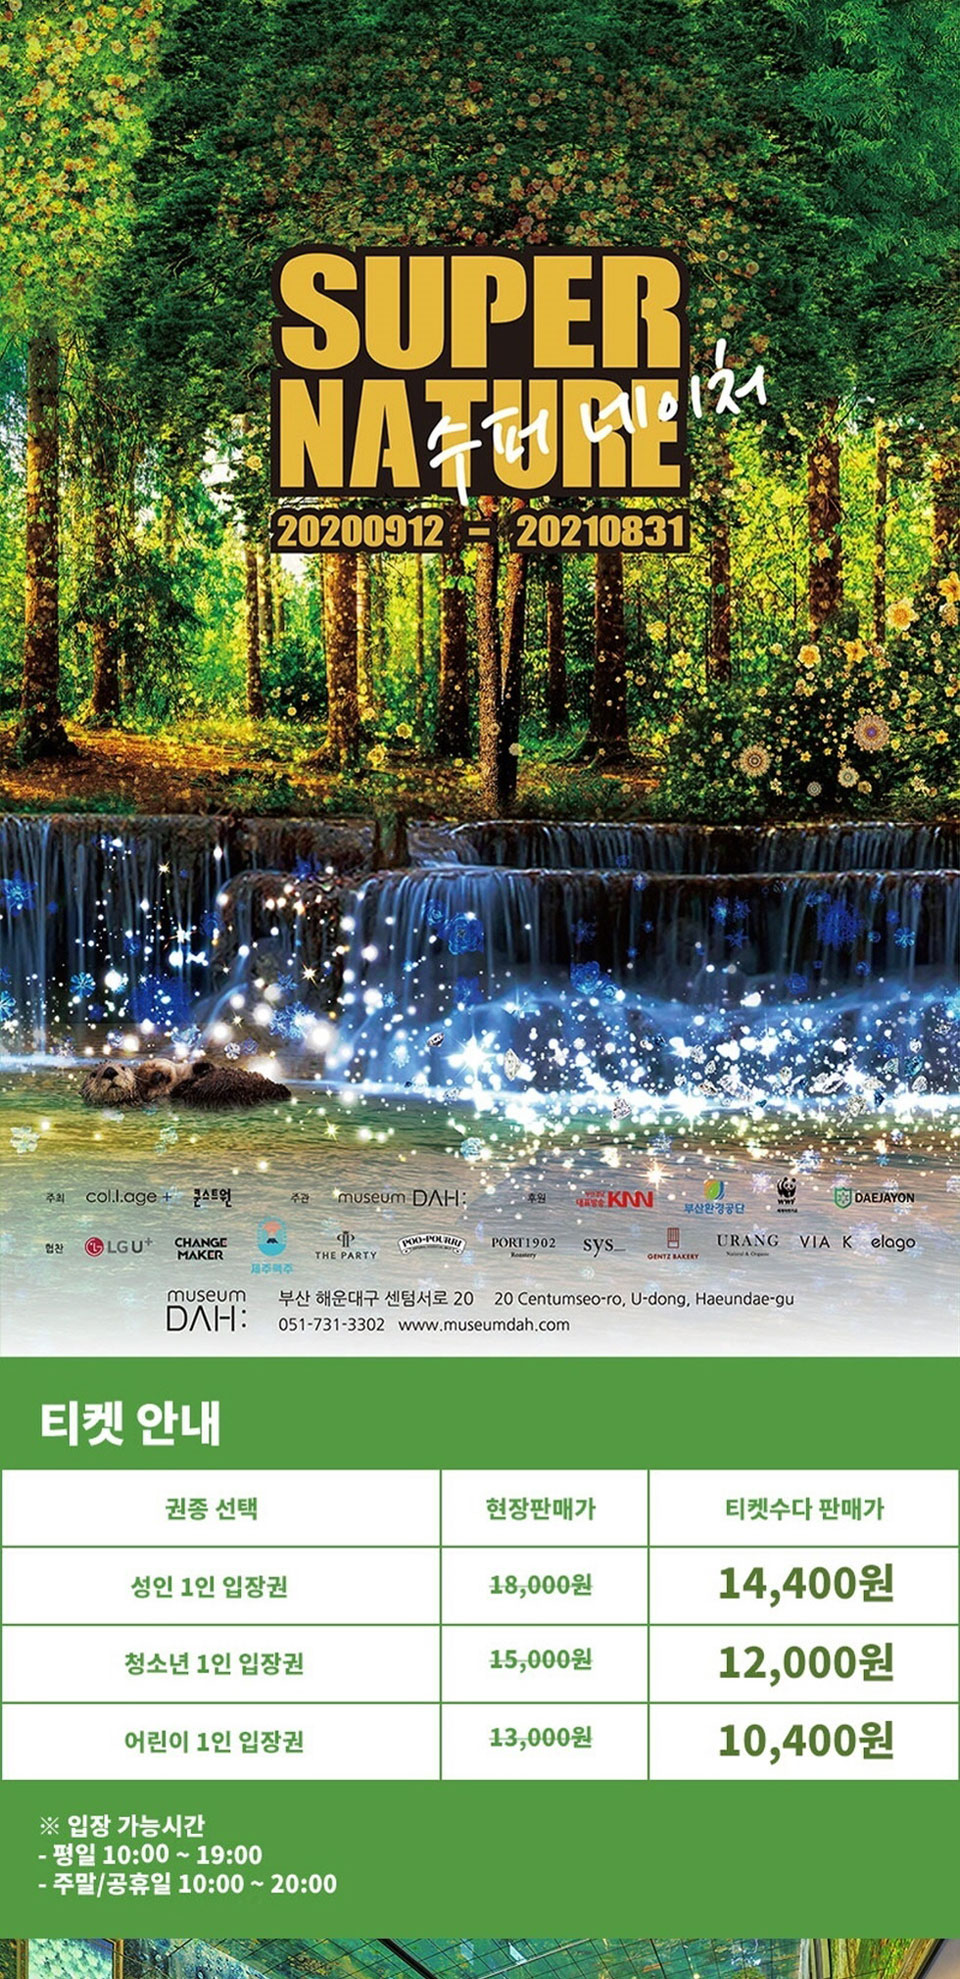 SUPER
NATURE
수퍼 네이처
20200912 - 20210831
주최 col.l.age + 쿤스트원 주관 museum DAH: 후원 KNN 부산환경공단 WWF DAEJAYON
협찬 LG U+ CHANGE MAKER 제주맥주 THE PARTY POO~POURRI PORT1902 Roastery sys_ GENTZ BAKERY URANG Natural & Organic VIA K elago
museum DAH:
부산 해운대구 센텀서로 20 20 Centumseo-ro, U-dong, Haeundae-gu
051-731-3302 www.museumdah.com
티켓 안내
권종 선택 현장판매가 티켓수다 판매가
성인 1인 입장권 18,000원 14,400원
청소년 1인 입장권 15,000원 12,000원
어린이 1인 입장권 13,000원 10,400원
※ 입장 가능시간
- 평일 10:00 ~ 19:00
- 주말/공휴일 10:00 ~ 20:00